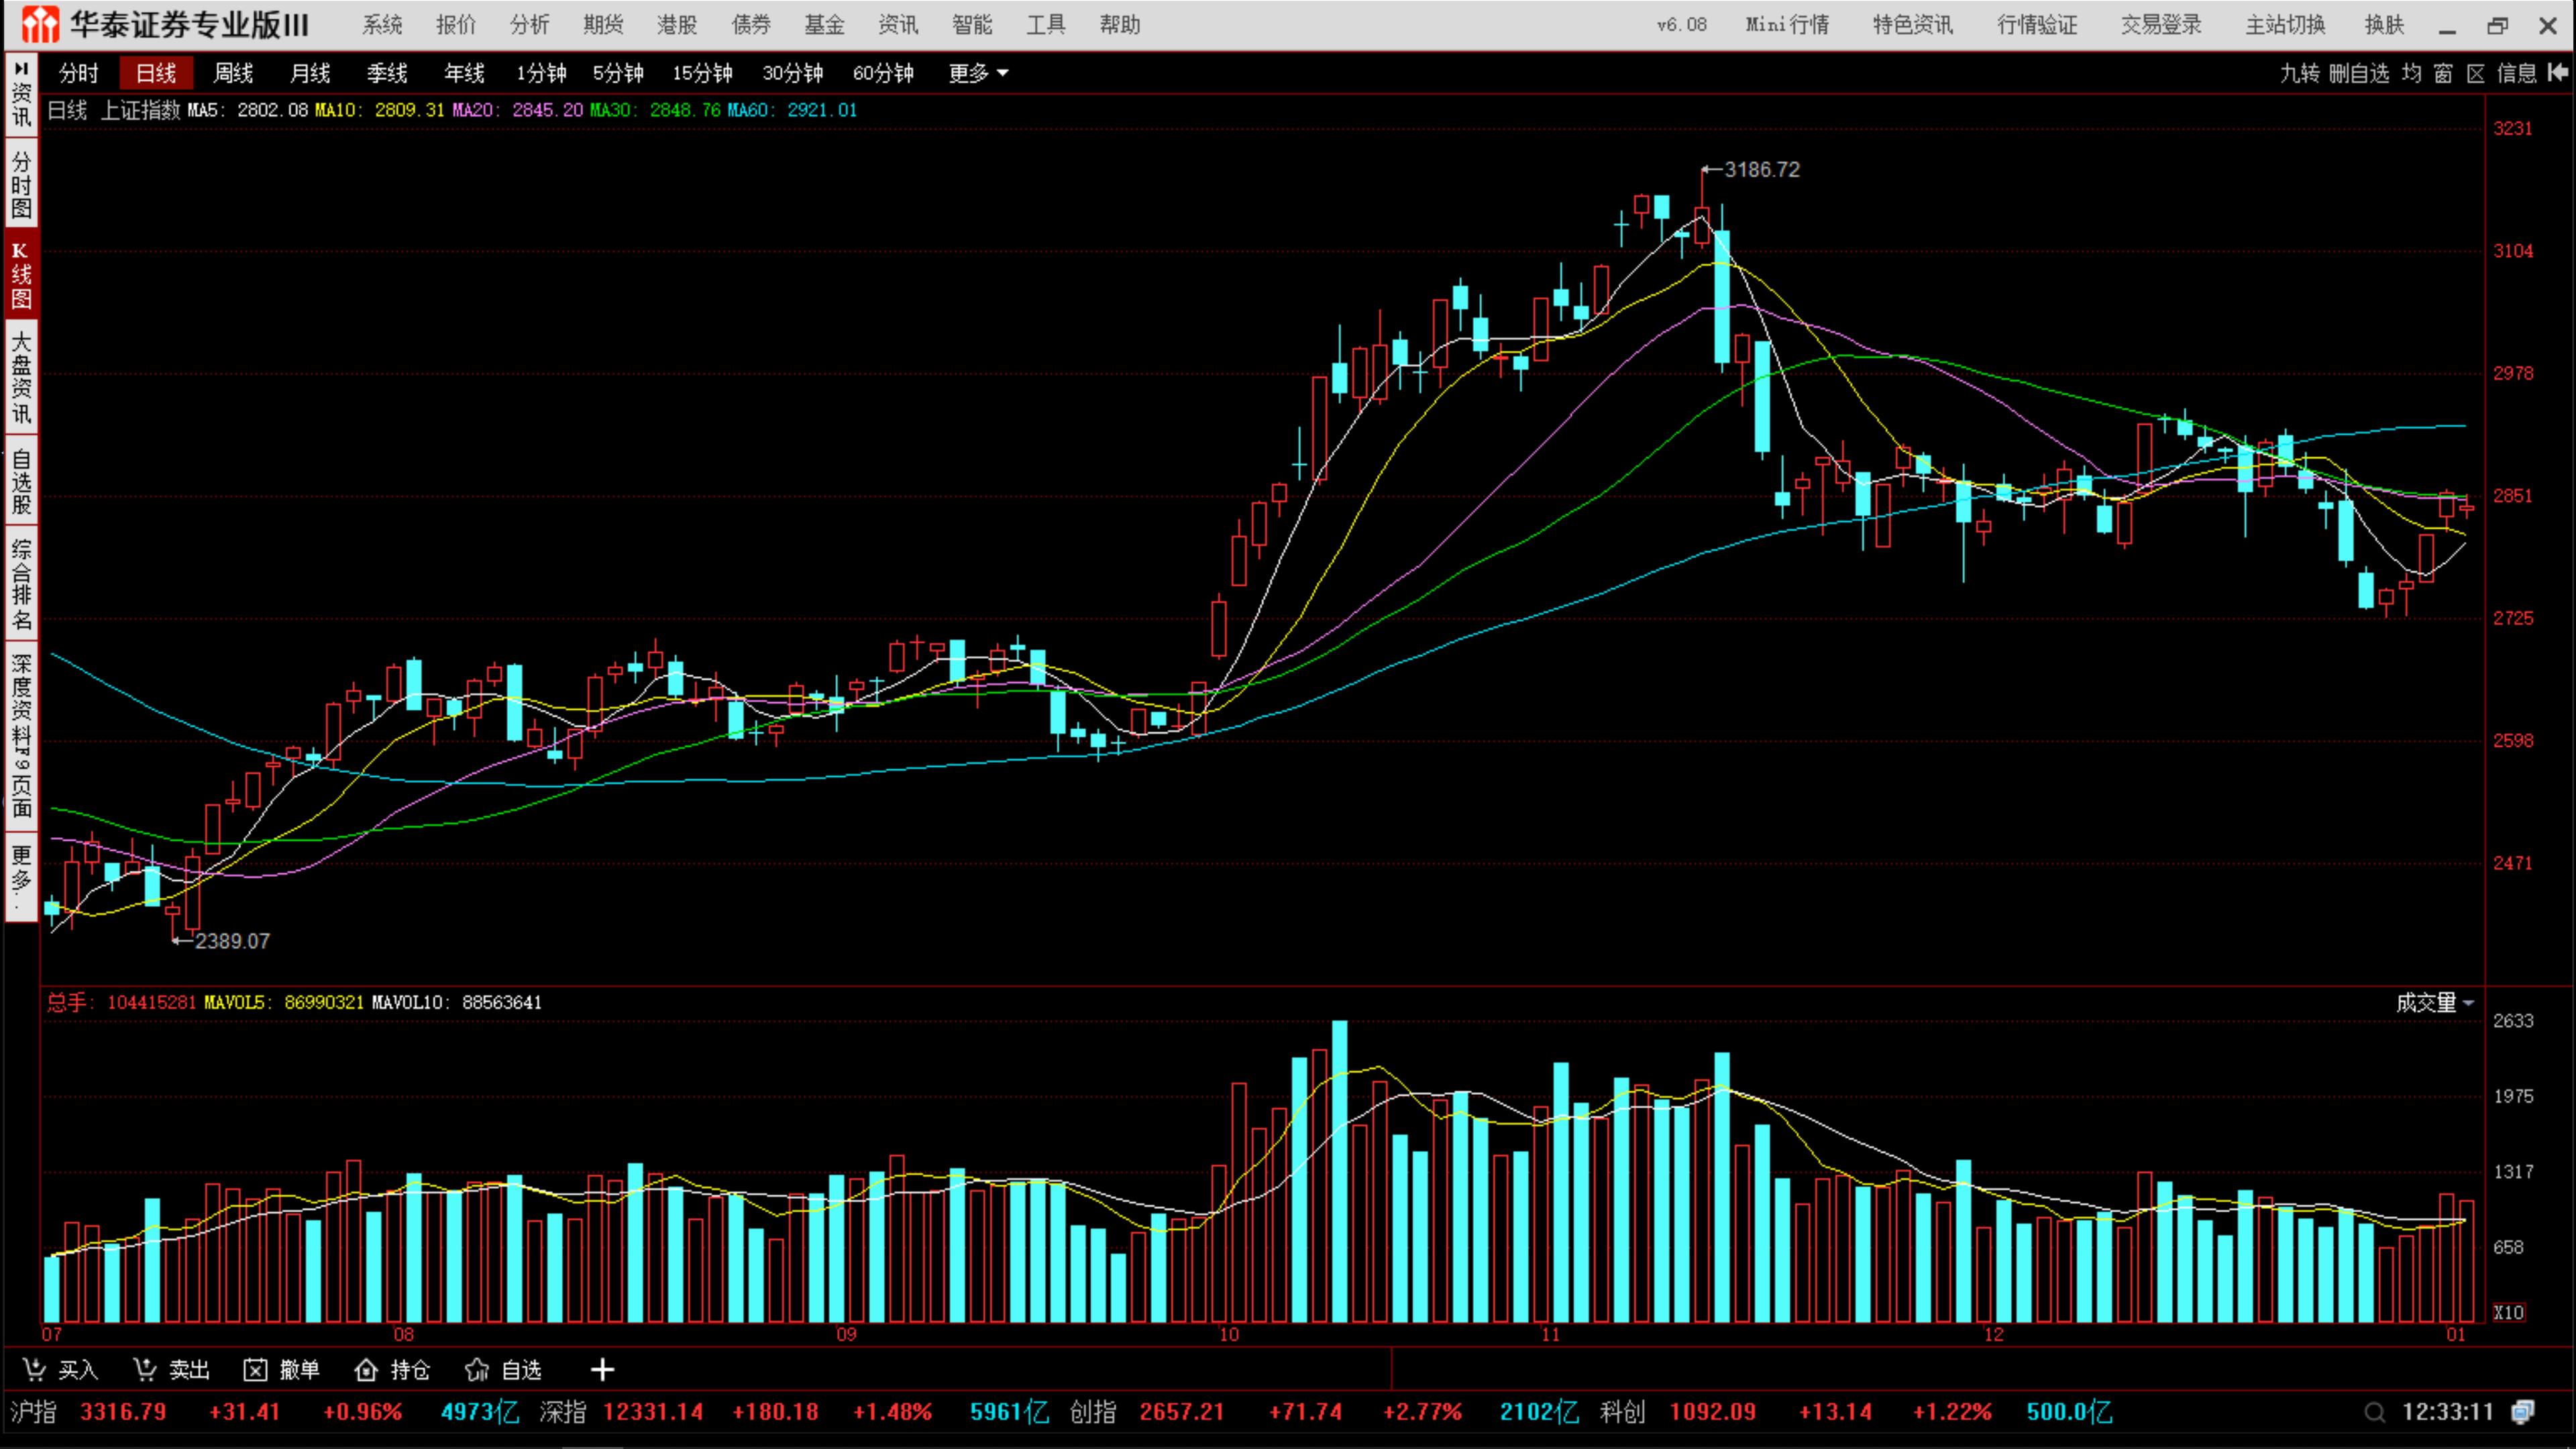 华泰证券专业版III 系统 报价 分析 期货 港股 债券 基金 资讯 智能 工具 帮助 v6.08 Mini行情 特色资讯 行情验证 交易登录 主站切换 换肤
分时 日线 周线 月线 季线 年线 1分钟 5分钟 15分钟 30分钟 60分钟 更多 九转 删自选 均 窗 区 信息
日线 上证指数 MA5: 2802.08 MA10: 2809.31 MA20: 2845.20 MA30: 2848.76 MA60: 2921.01
资讯
分时图
K线图
大盘资讯
自选股
综合排名
深度资料F9页面
更多..
3231
3186.72
3104
2978
2851
2725
2598
2471
2389.07
总手: 104415281 MAVOL5: 86990321 MAVOL10: 88563641 成交量
2633
1975
1317
658
X10
07 08 09 10 11 12 01
买入 卖出 撤单 持仓 自选 +
沪指 3316.79 +31.41 +0.96% 4973亿 深指 12331.14 +180.18 +1.48% 5961亿 创指 2657.21 +71.74 +2.77% 2102亿 科创 1092.09 +13.14 +1.22% 500.0亿 12:33:11